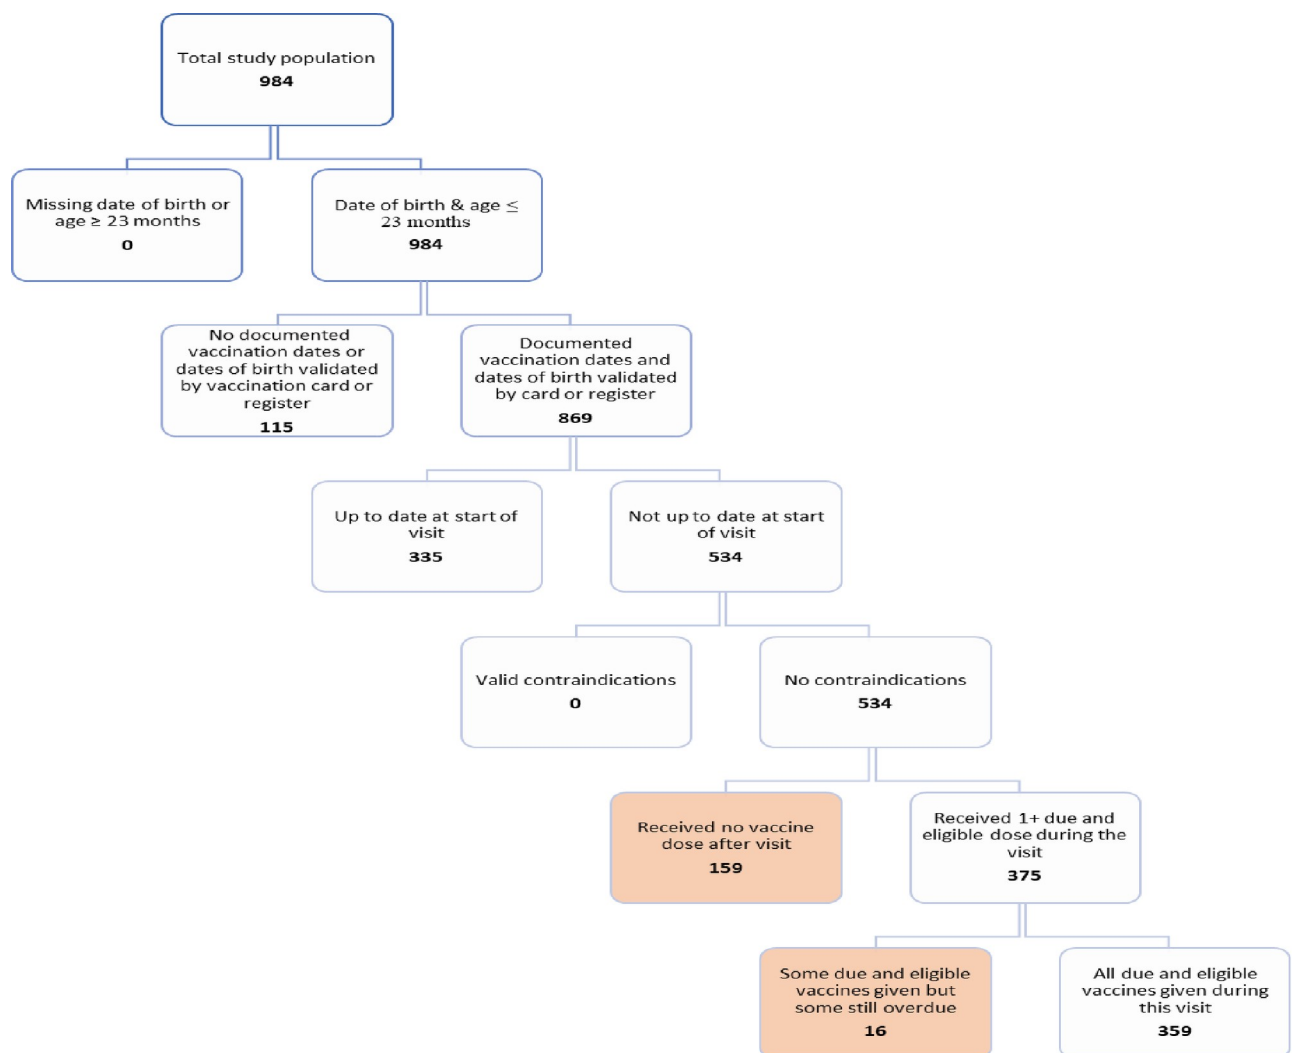 Total study population
984
Missing date of birth or
age ≥ 23 months
0
Date of birth & age ≤
23 months
984
No documented
vaccination dates or
dates of birth validated
by vaccination card or
register
115
Documented
vaccination dates and
dates of birth validated
by card or register
869
Up to date at start of
visit
335
Not up to date at start
of visit
534
Valid contraindications
0
No contraindications
534
Received no vaccine
dose after visit
159
Received 1+ due and
eligible dose during the
visit
375
Some due and eligible
vaccines given but
some still overdue
16
All due and eligible
vaccines given during
this visit
359